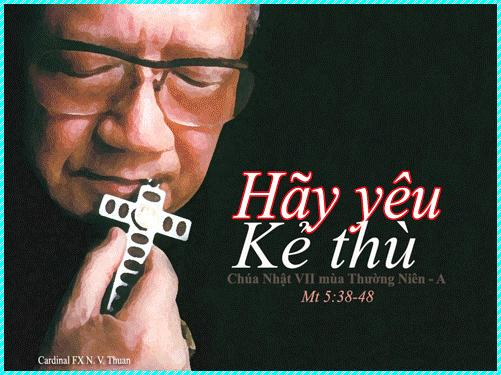 Hãy yêu
Kẻ thù
Chúa Nhật VII mùa Thường Niên - A
Mt 5:38-48
Cardinal FX N. V. Thuan